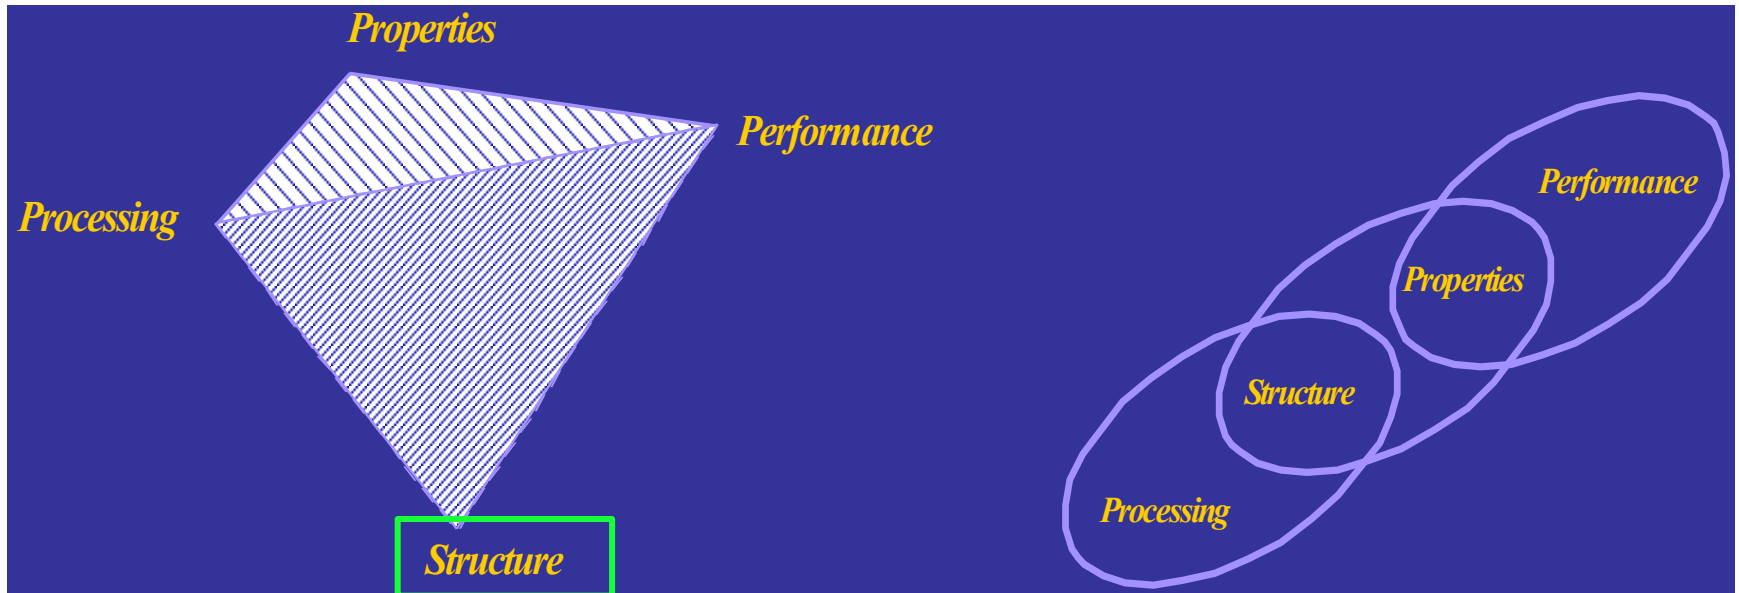 Properties
Performance
Processing
Structure
Performance
Properties
Structure
Processing